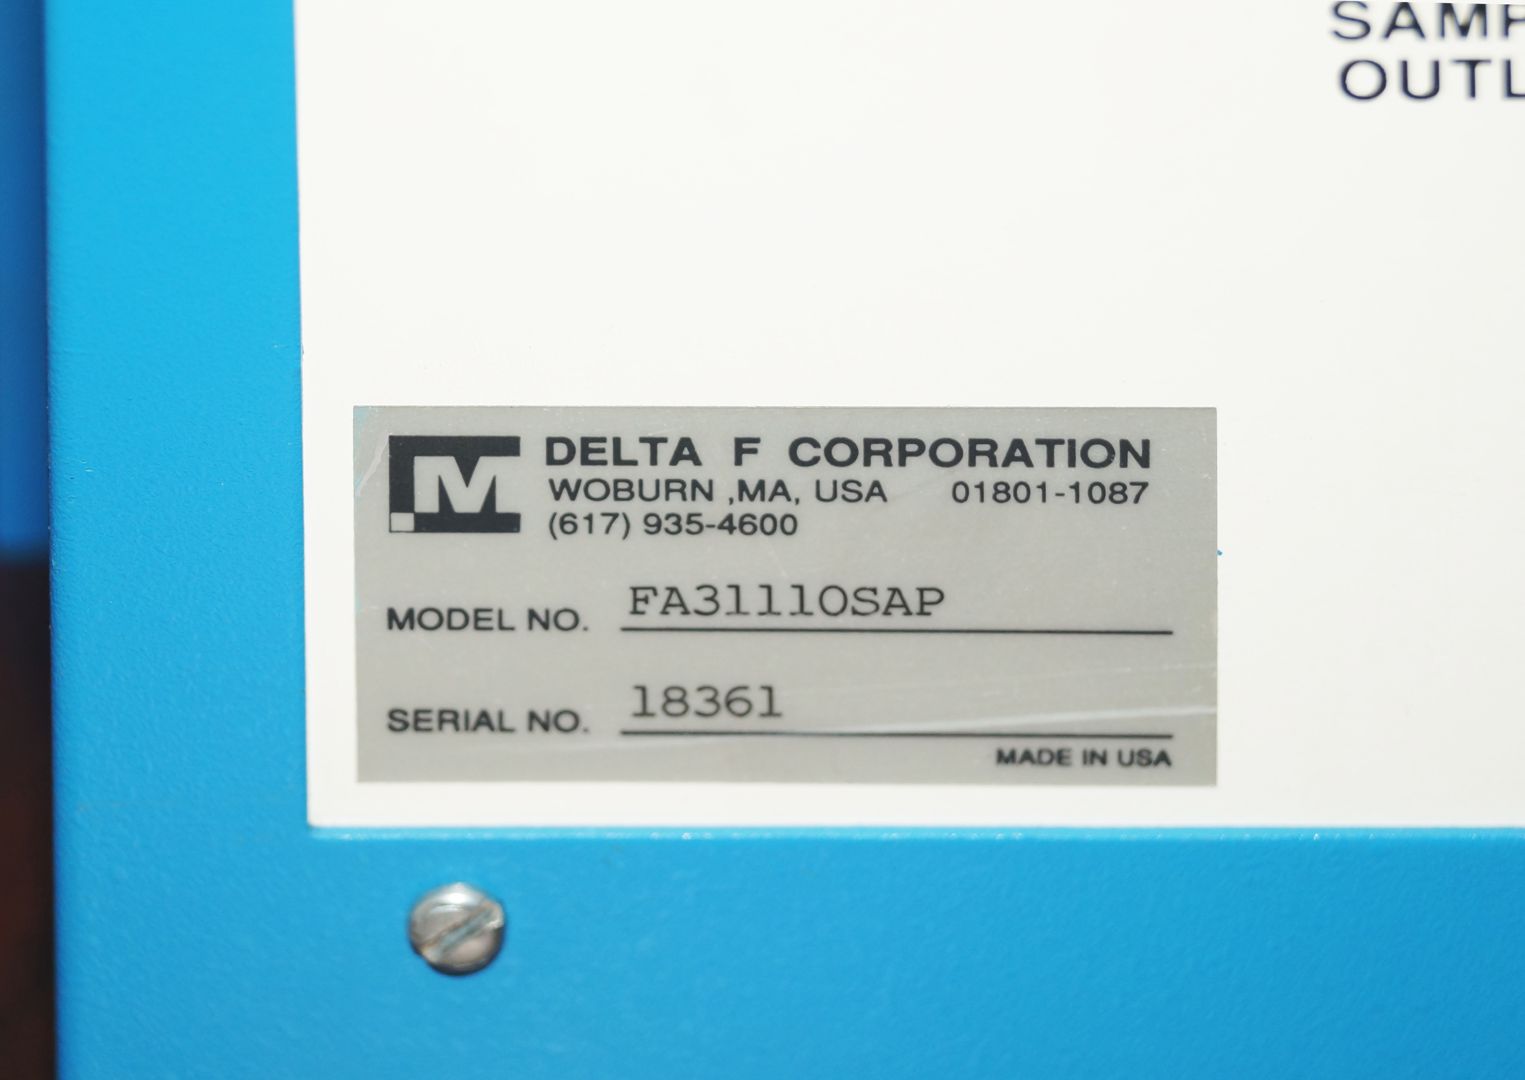 SAMP
OUTL
DELTA F CORPORATION
WOBURN ,MA, USA 01801-1087
(617) 935-4600
MODEL NO. FA31110SAP
SERIAL NO. 18361
MADE IN USA